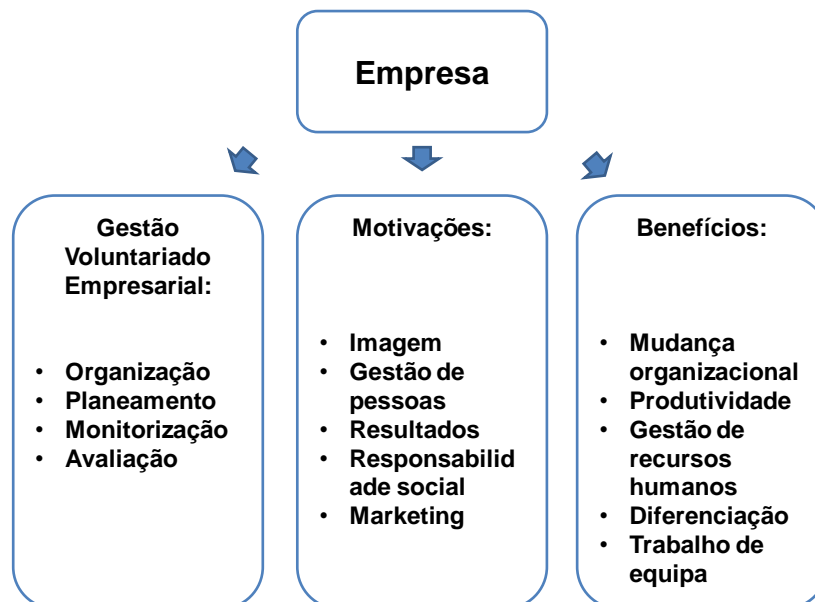 Empresa
Gestão
Voluntariado
Empresarial:
• Organização
• Planeamento
• Monitorização
• Avaliação
Motivações:
• Imagem
• Gestão de
pessoas
• Resultados
• Responsabilid
ade social
• Marketing
Benefícios:
• Mudança
organizacional
• Produtividade
• Gestão de
recursos
humanos
• Diferenciação
• Trabalho de
equipa